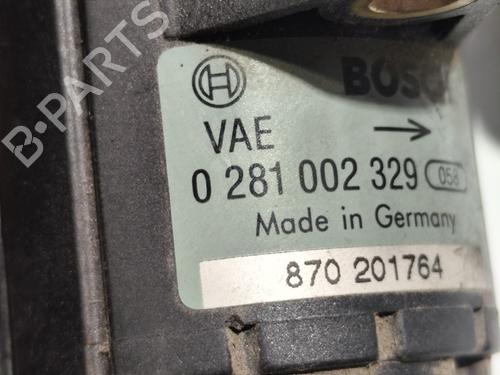 B-PARTS
BOSCH
VAE →
0 281 002 329 058
Made in Germany
870 201764